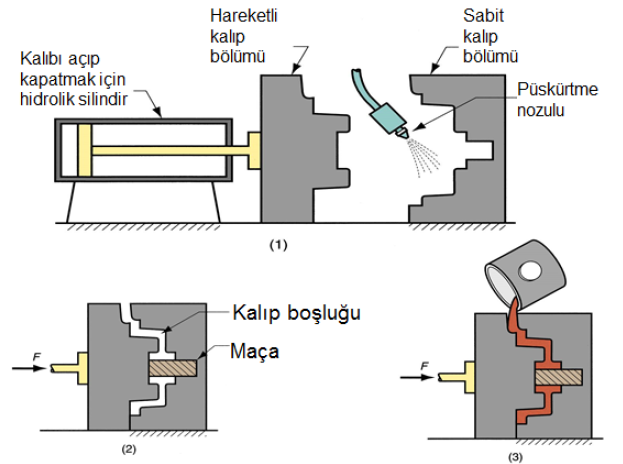 Hareketli
kalıp
bölümü
Sabit
kalıp
bölümü
Kalıbı açıp
kapatmak için
hidrolik silindir
Püskürtme
nozulu
(1)
Kalıp boşluğu
Maça
F
(2)
F
(3)